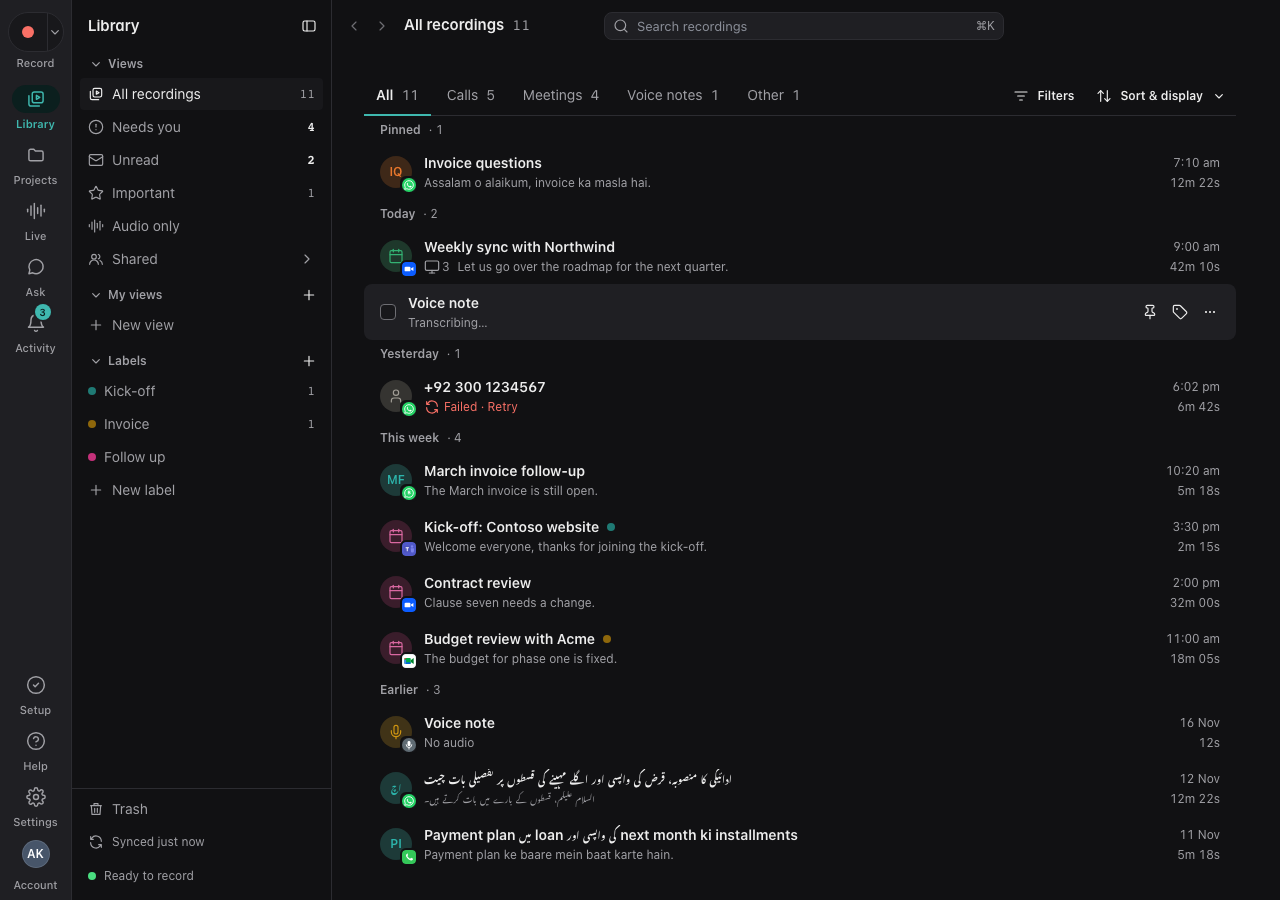 Record
Library
Projects
Live
Ask
3
Activity
Setup
Help
Settings
AK
Account
Library
Views
All recordings 11
Needs you 4
Unread 2
Important 1
Audio only
Shared
My views
New view
Labels
Kick-off 1
Invoice 1
Follow up
New label
Trash
Synced just now
Ready to record
All recordings 11
Search recordings ⌘K
All 11 Calls 5 Meetings 4 Voice notes 1 Other 1
Filters Sort & display
Pinned · 1
IQ Invoice questions 7:10 am
Assalam o alaikum, invoice ka masla hai. 12m 22s
Today · 2
Weekly sync with Northwind 9:00 am
3 Let us go over the roadmap for the next quarter. 42m 10s
Voice note
Transcribing...
Yesterday · 1
+92 300 1234567 6:02 pm
Failed · Retry 6m 42s
This week · 4
MF March invoice follow-up 10:20 am
The March invoice is still open. 5m 18s
Kick-off: Contoso website 3:30 pm
Welcome everyone, thanks for joining the kick-off. 2m 15s
Contract review 2:00 pm
Clause seven needs a change. 32m 00s
Budget review with Acme 11:00 am
The budget for phase one is fixed. 18m 05s
Earlier · 3
Voice note 16 Nov
No audio 12s
ادائیگی کا منصوبہ، قرض کی واپسی اور اگلے مہینے کی قسطوں پر تفصیلی بات چیت 12 Nov
السلام علیکم، قسطوں کے بارے میں بات کرتے ہیں۔ 12m 22s
PI Payment plan میں loan کی واپسی اور next month ki installments 11 Nov
Payment plan ke baare mein baat karte hain. 5m 18s